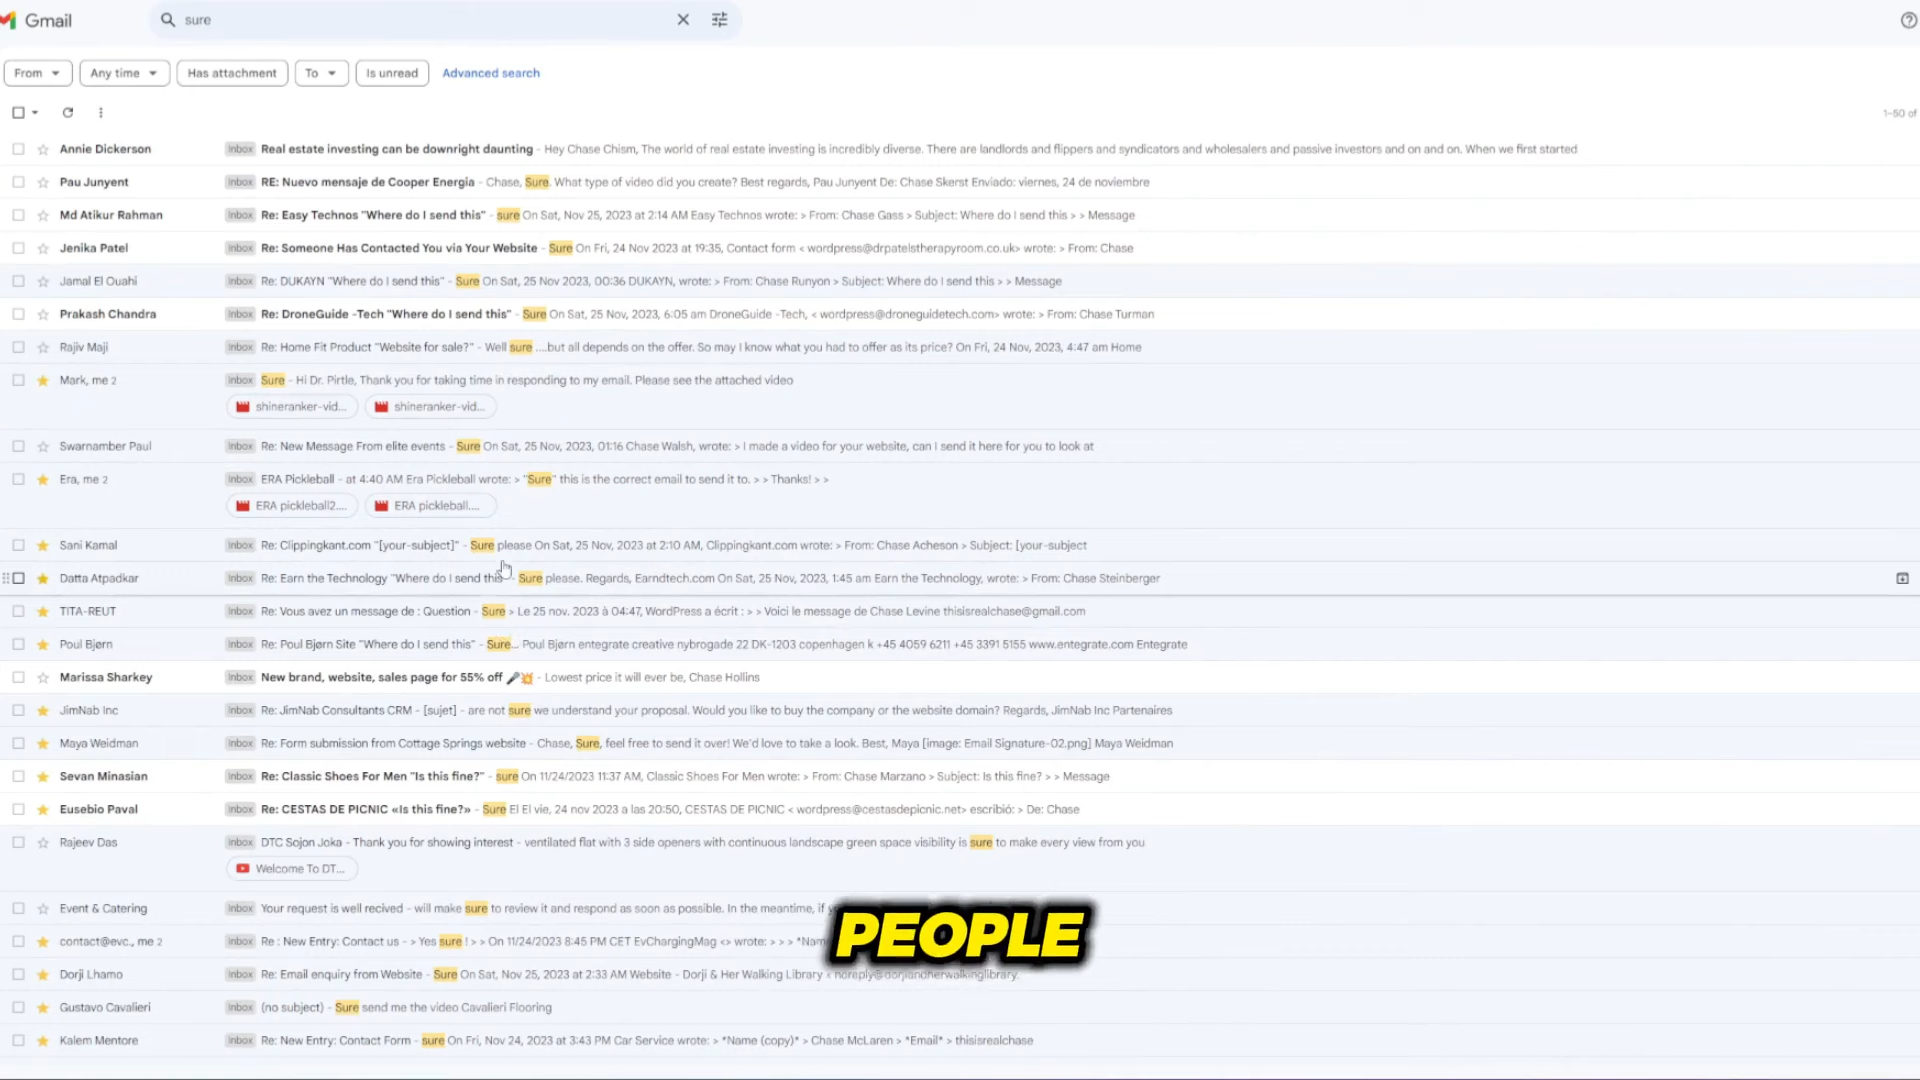 Gmail
sure
From
Any time
Has attachment
To
Is unread
Advanced search
1–50 of
Annie Dickerson Inbox Real estate investing can be downright daunting - Hey Chase Chism, The world of real estate investing is incredibly diverse. There are landlords and flippers and syndicators and wholesalers and passive investors and on and on. When we first started
Pau Junyent Inbox RE: Nuevo mensaje de Cooper Energia - Chase, Sure. What type of video did you create? Best regards, Pau Junyent De: Chase Skerst Enviado: viernes, 24 de noviembre
Md Atikur Rahman Inbox Re: Easy Technos "Where do I send this" - sure On Sat, Nov 25, 2023 at 2:14 AM Easy Technos wrote: > From: Chase Gass > Subject: Where do I send this > > Message
Jenika Patel Inbox Re: Someone Has Contacted You via Your Website - Sure On Fri, 24 Nov 2023 at 19:35, Contact form < wordpress@drpatelstherapyroom.co.uk> wrote: > From: Chase
Jamal El Ouahi Inbox Re: DUKAYN "Where do I send this" - Sure On Sat, 25 Nov 2023, 00:36 DUKAYN, wrote: > From: Chase Runyon > Subject: Where do I send this > > Message
Prakash Chandra Inbox Re: DroneGuide -Tech "Where do I send this" - Sure On Sat, 25 Nov, 2023, 6:05 am DroneGuide -Tech, < wordpress@droneguidetech.com> wrote: > From: Chase Turman
Rajiv Maji Inbox Re: Home Fit Product "Website for sale?" - Well sure ....but all depends on the offer. So may I know what you had to offer as its price? On Fri, 24 Nov, 2023, 4:47 am Home
Mark, me 2 Inbox Sure - Hi Dr. Pirtle, Thank you for taking time in responding to my email. Please see the attached video
shineranker-vid... shineranker-vid...
Swarnamber Paul Inbox Re: New Message From elite events - Sure On Sat, 25 Nov, 2023, 01:16 Chase Walsh, wrote: > I made a video for your website, can I send it here for you to look at
Era, me 2 Inbox ERA Pickleball - at 4:40 AM Era Pickleball wrote: > "Sure" this is the correct email to send it to. > > Thanks! > >
ERA pickleball2.... ERA pickleball....
Sani Kamal Inbox Re: Clippingkant.com "[your-subject]" - Sure please On Sat, 25 Nov, 2023 at 2:10 AM, Clippingkant.com wrote: > From: Chase Acheson > Subject: [your-subject
Datta Atpadkar Inbox Re: Earn the Technology "Where do I send this - Sure please. Regards, Earndtech.com On Sat, 25 Nov, 2023, 1:45 am Earn the Technology, wrote: > From: Chase Steinberger
TITA-REUT Inbox Re: Vous avez un message de : Question - Sure > Le 25 nov. 2023 à 04:47, WordPress a écrit : > > Voici le message de Chase Levine thisisrealchase@gmail.com
Poul Bjørn Inbox Re: Poul Bjørn Site "Where do I send this" - Sure... Poul Bjørn entegrate creative nybrogade 22 DK-1203 copenhagen k +45 4059 6211 +45 3391 5155 www.entegrate.com Entegrate
Marissa Sharkey Inbox New brand, website, sales page for 55% off 🎤💥 - Lowest price it will ever be, Chase Hollins
JimNab Inc Inbox Re: JimNab Consultants CRM - [sujet] - are not sure we understand your proposal. Would you like to buy the company or the website domain? Regards, JimNab Inc Partenaires
Maya Weidman Inbox Re: Form submission from Cottage Springs website - Chase, Sure, feel free to send it over! We'd love to take a look. Best, Maya [image: Email Signature-02.png] Maya Weidman
Sevan Minasian Inbox Re: Classic Shoes For Men "Is this fine?" - sure On 11/24/2023 11:37 AM, Classic Shoes For Men wrote: > From: Chase Marzano > Subject: Is this fine? > > Message
Eusebio Paval Inbox Re: CESTAS DE PICNIC «Is this fine?» - Sure El El vie, 24 nov 2023 a las 20:50, CESTAS DE PICNIC < wordpress@cestasdepicnic.net> escribió: > De: Chase
Rajeev Das Inbox DTC Sojon Joka - Thank you for showing interest - ventilated flat with 3 side openers with continuous landscape green space visibility is sure to make every view from you
Welcome To DT...
Event & Catering Inbox Your request is well recived - will make sure to review it and respond as soon as possible. In the meantime, if
PEOPLE
contact@evc., me 2 Inbox Re : New Entry: Contact us - > Yes sure ! > > On 11/24/2023 8:45 PM CET EvChargingMag <> wrote: > > >
Dorji Lhamo Inbox Re: Email enquiry from Website - Sure On Sat, Nov 25, 2023 at 2:33 AM Website - Dorji & Her Walking Library < noreply@dorjiandherwalkinglibrary.
Gustavo Cavalieri Inbox (no subject) - Sure send me the video Cavalieri Flooring
Kalem Mentore Inbox Re: New Entry: Contact Form - sure On Fri, Nov 24, 2023 at 3:43 PM Car Service wrote: > *Name (copy)* > Chase McLaren > *Email* > thisisrealchase